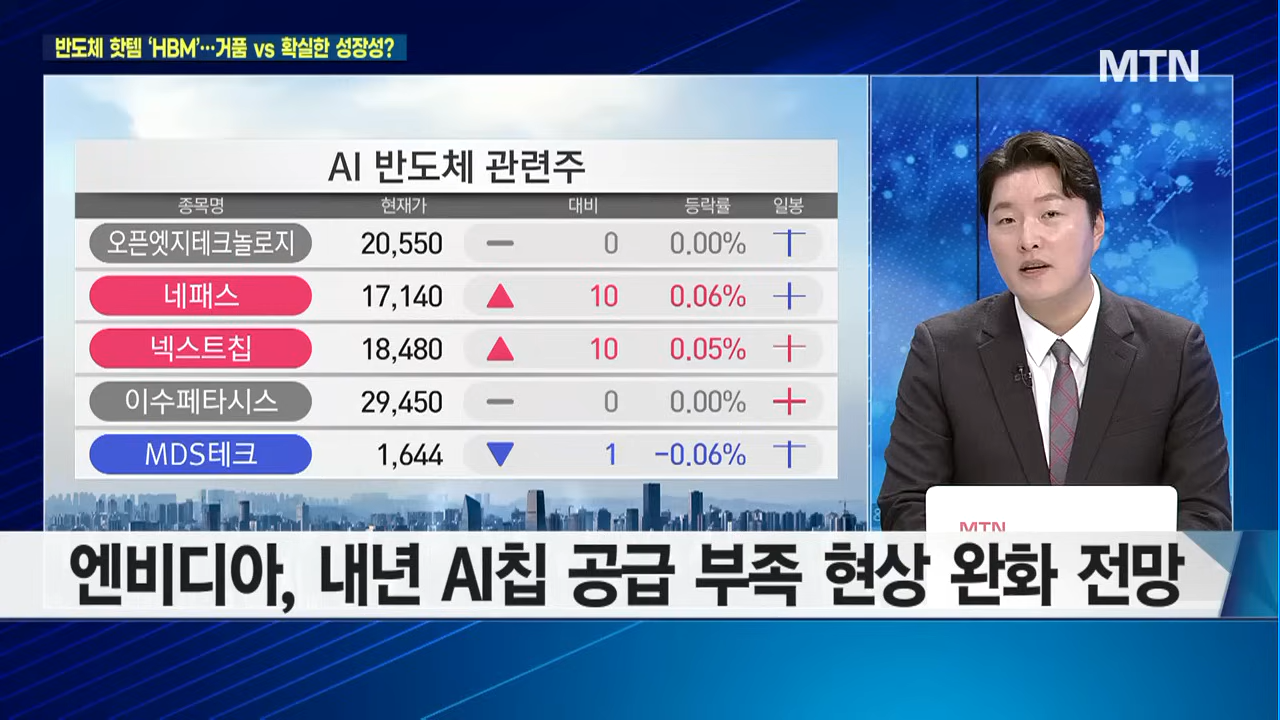 반도체 핫템 ‘HBM’…거품 vs 확실한 성장성?
MTN
AI 반도체 관련주
종목명 현재가 대비 등락률 일봉
오픈엣지테크놀로지 20,550 0 0.00%
네패스 17,140 ▲ 10 0.06%
넥스트칩 18,480 ▲ 10 0.05%
이수페타시스 29,450 0 0.00%
MDS테크 1,644 ▼ 1 -0.06%
MTN
엔비디아, 내년 AI칩 공급 부족 현상 완화 전망